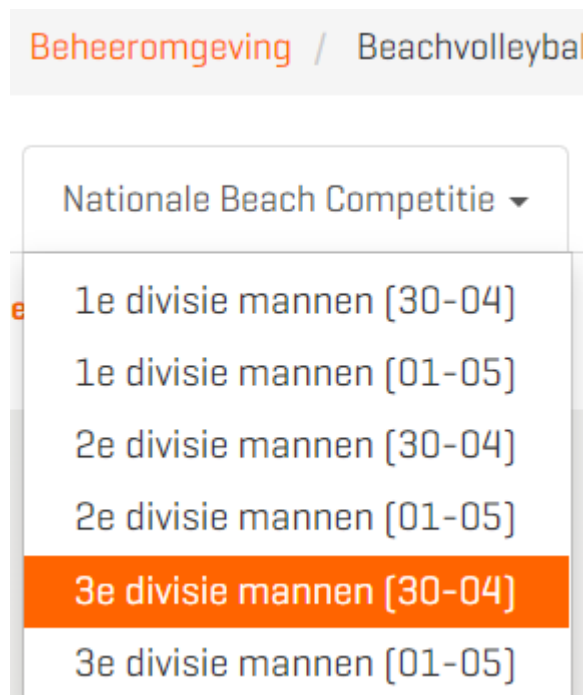 Beheeromgeving / Beachvolleybal
Nationale Beach Competitie
e
1e divisie mannen (30-04)
1e divisie mannen (01-05)
2e divisie mannen (30-04)
2e divisie mannen (01-05)
3e divisie mannen (30-04)
3e divisie mannen (01-05)